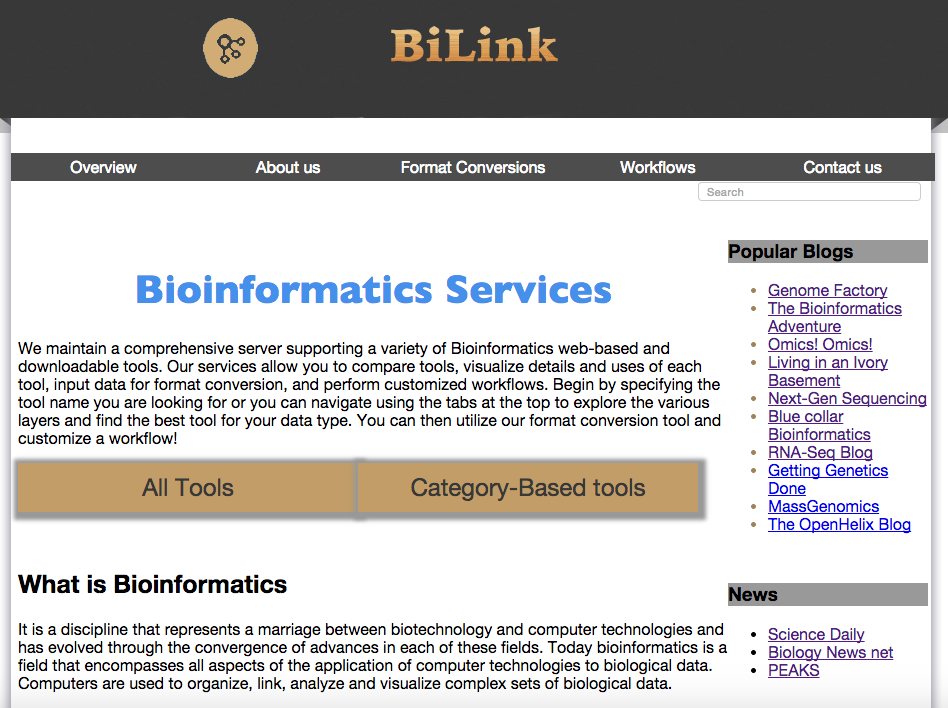 BiLink
Overview
About us
Format Conversions
Workflows
Contact us
Search
Bioinformatics Services
We maintain a comprehensive server supporting a variety of Bioinformatics web-based and
downloadable tools. Our services allow you to compare tools, visualize details and uses of each
tool, input data for format conversion, and perform customized workflows. Begin by specifying the
tool name you are looking for or you can navigate using the tabs at the top to explore the various
layers and find the best tool for your data type. You can then utilize our format conversion tool and
customize a workflow!
All Tools
Category-Based tools
What is Bioinformatics
It is a discipline that represents a marriage between biotechnology and computer technologies and
has evolved through the convergence of advances in each of these fields. Today bioinformatics is a
field that encompasses all aspects of the application of computer technologies to biological data.
Computers are used to organize, link, analyze and visualize complex sets of biological data.
Popular Blogs
Genome Factory
The Bioinformatics
Adventure
Omics! Omics!
Living in an Ivory
Basement
Next-Gen Sequencing
Blue collar
Bioinformatics
RNA-Seq Blog
Getting Genetics
Done
MassGenomics
The OpenHelix Blog
News
Science Daily
Biology News net
PEAKS